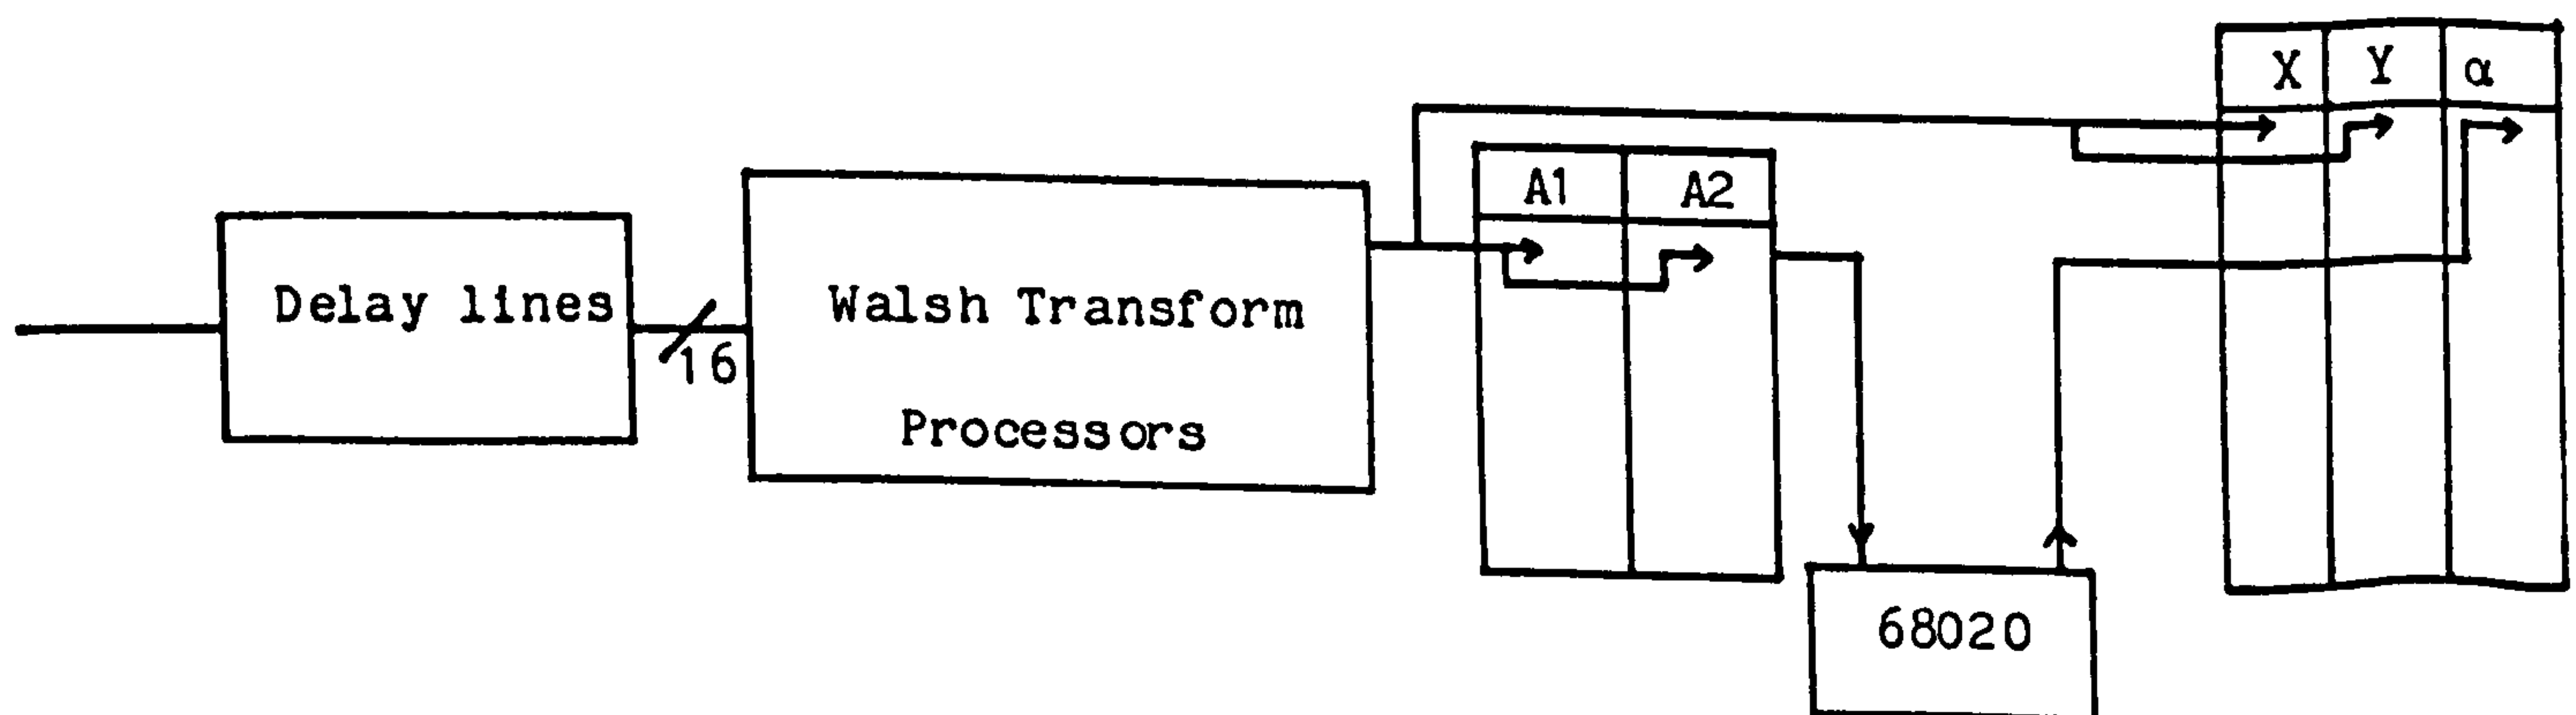 Delay lines
16
Walsh Transform
Processors
A1 A2
68020
X Y α